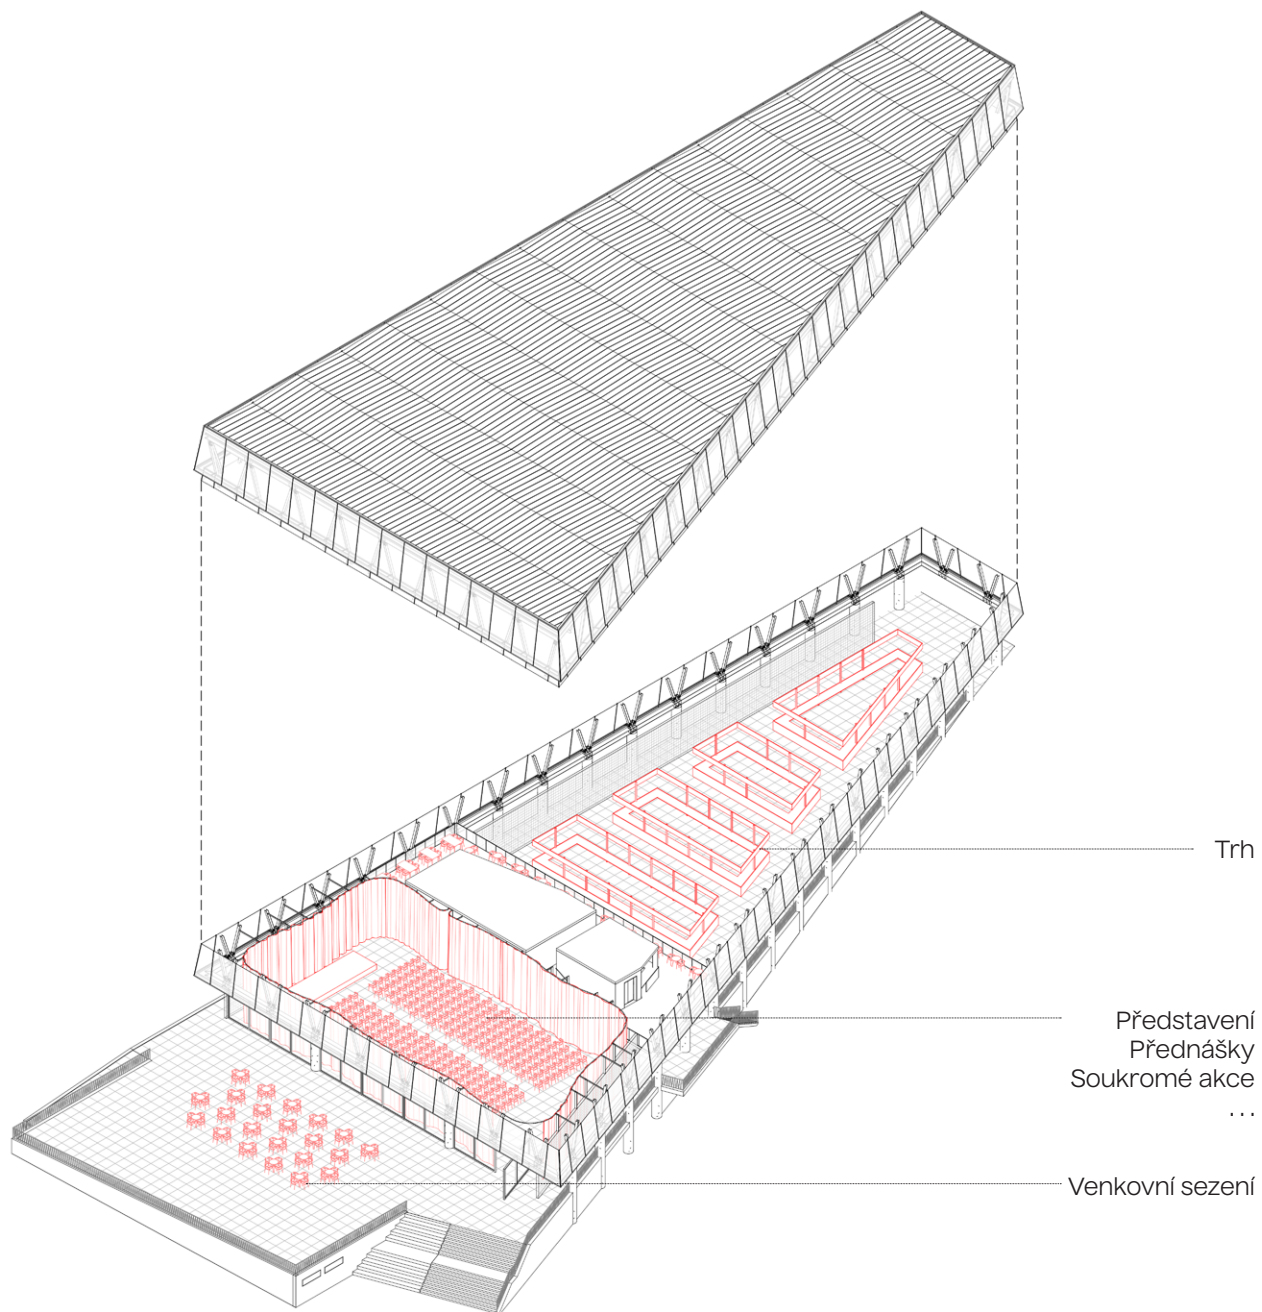 Trh
Představení
Přednášky
Soukromé akce
...
Venkovní sezení